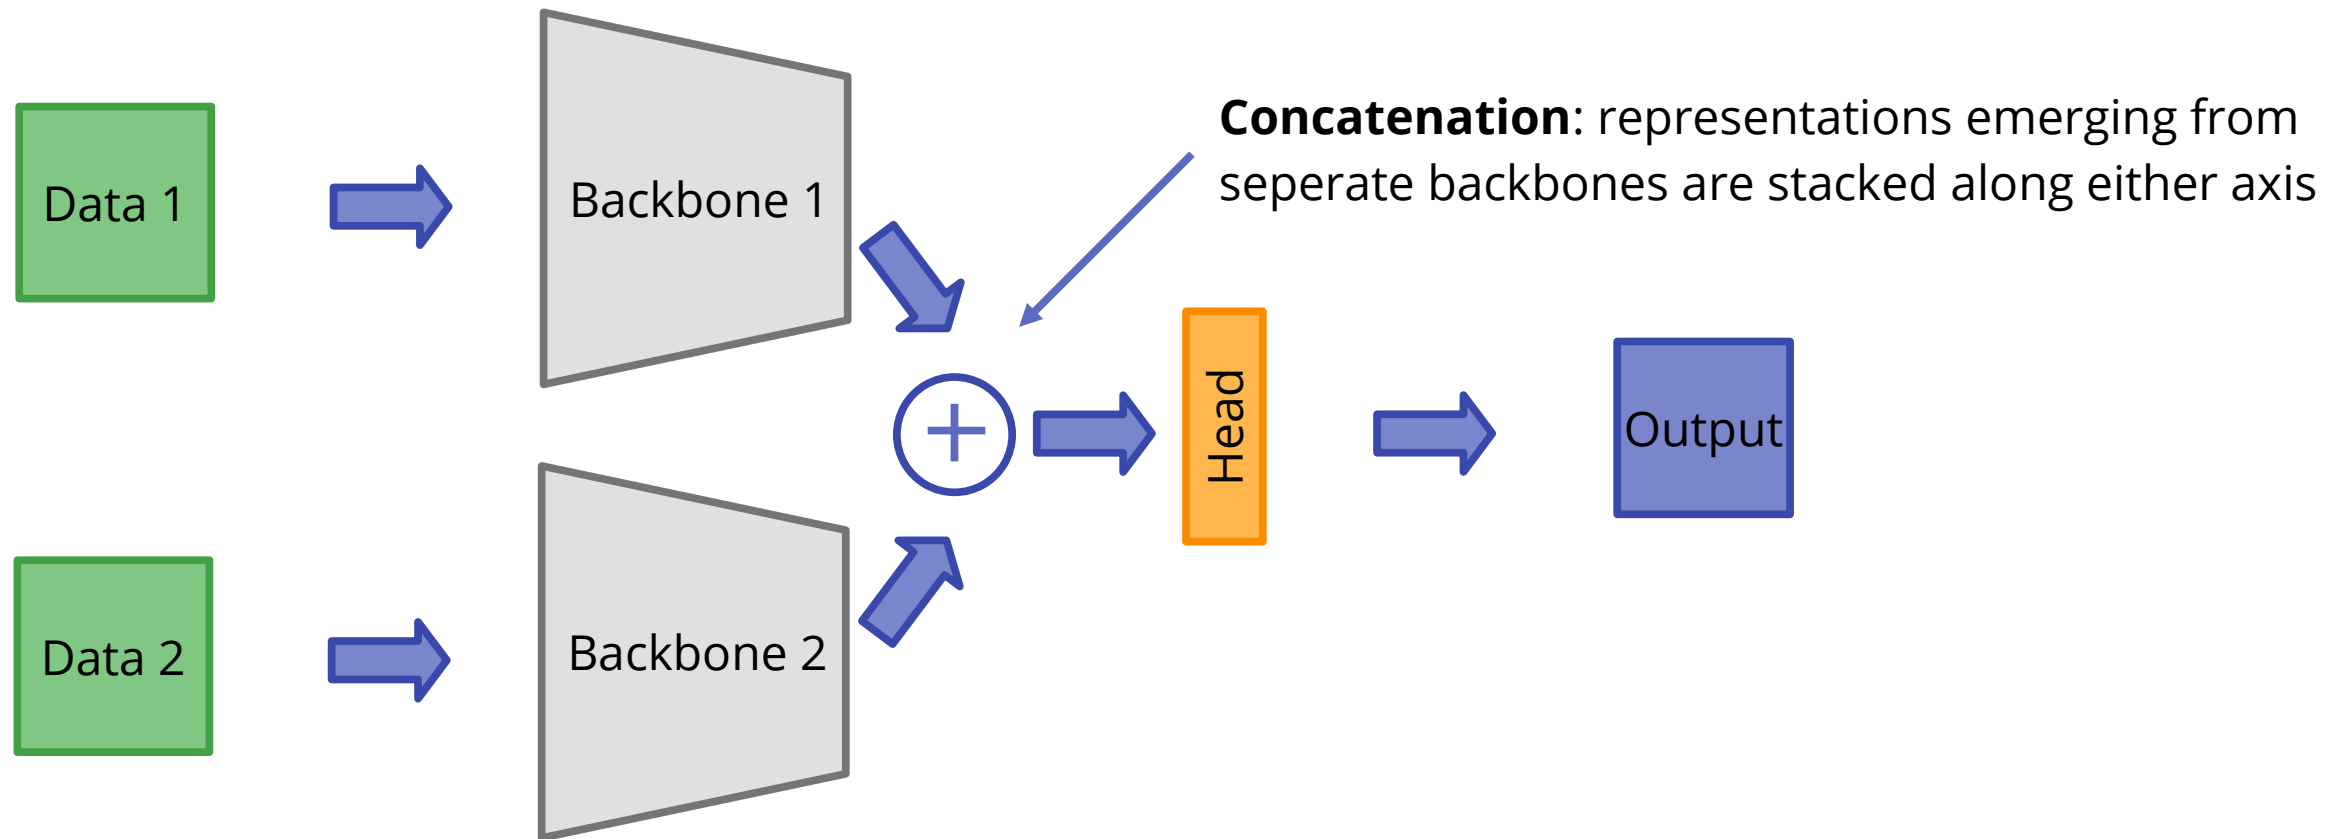 Data 1
Backbone 1
Concatenation: representations emerging from
seperate backbones are stacked along either axis
+
Head
Output
Data 2
Backbone 2